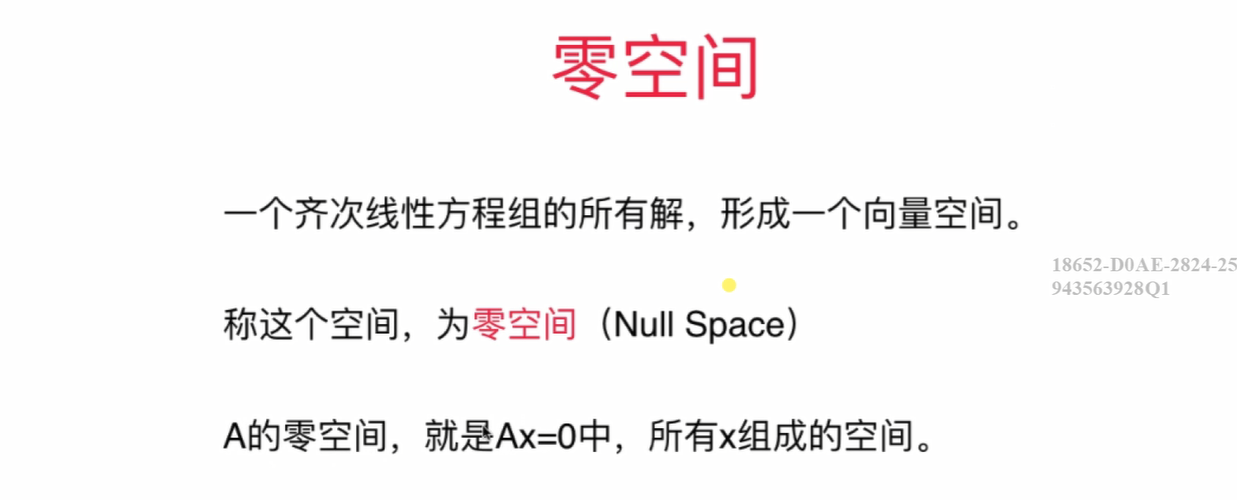 零空间
一个齐次线性方程组的所有解，形成一个向量空间。
18652-D0AE-2824-25
943563928Q1
称这个空间，为零空间（Null Space）
A的零空间，就是Ax=0中，所有x组成的空间。